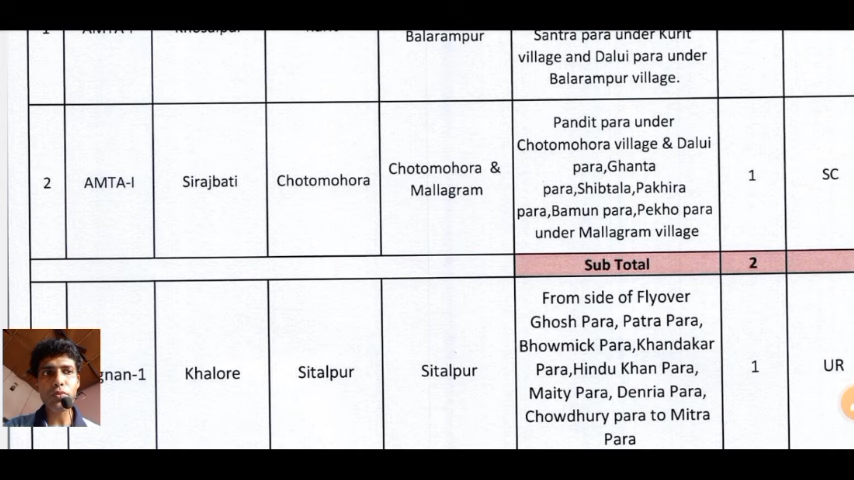 Balarampur
Santra para under Kurit
village and Dalui para under
Balarampur village.
2
AMTA-I
Sirajbati
Chotomohora
Chotomohora &
Mallagram
Pandit para under
Chotomohora village & Dalui
para,Ghanta
para,Shibtala,Pakhira
para,Bamun para,Pekho para
under Mallagram village
1
SC
Sub Total
2
gnan-1
Khalore
Sitalpur
Sitalpur
From side of Flyover
Ghosh Para, Patra Para,
Bhowmick Para,Khandakar
Para,Hindu Khan Para,
Maity Para, Denria Para,
Chowdhury para to Mitra
Para
1
UR